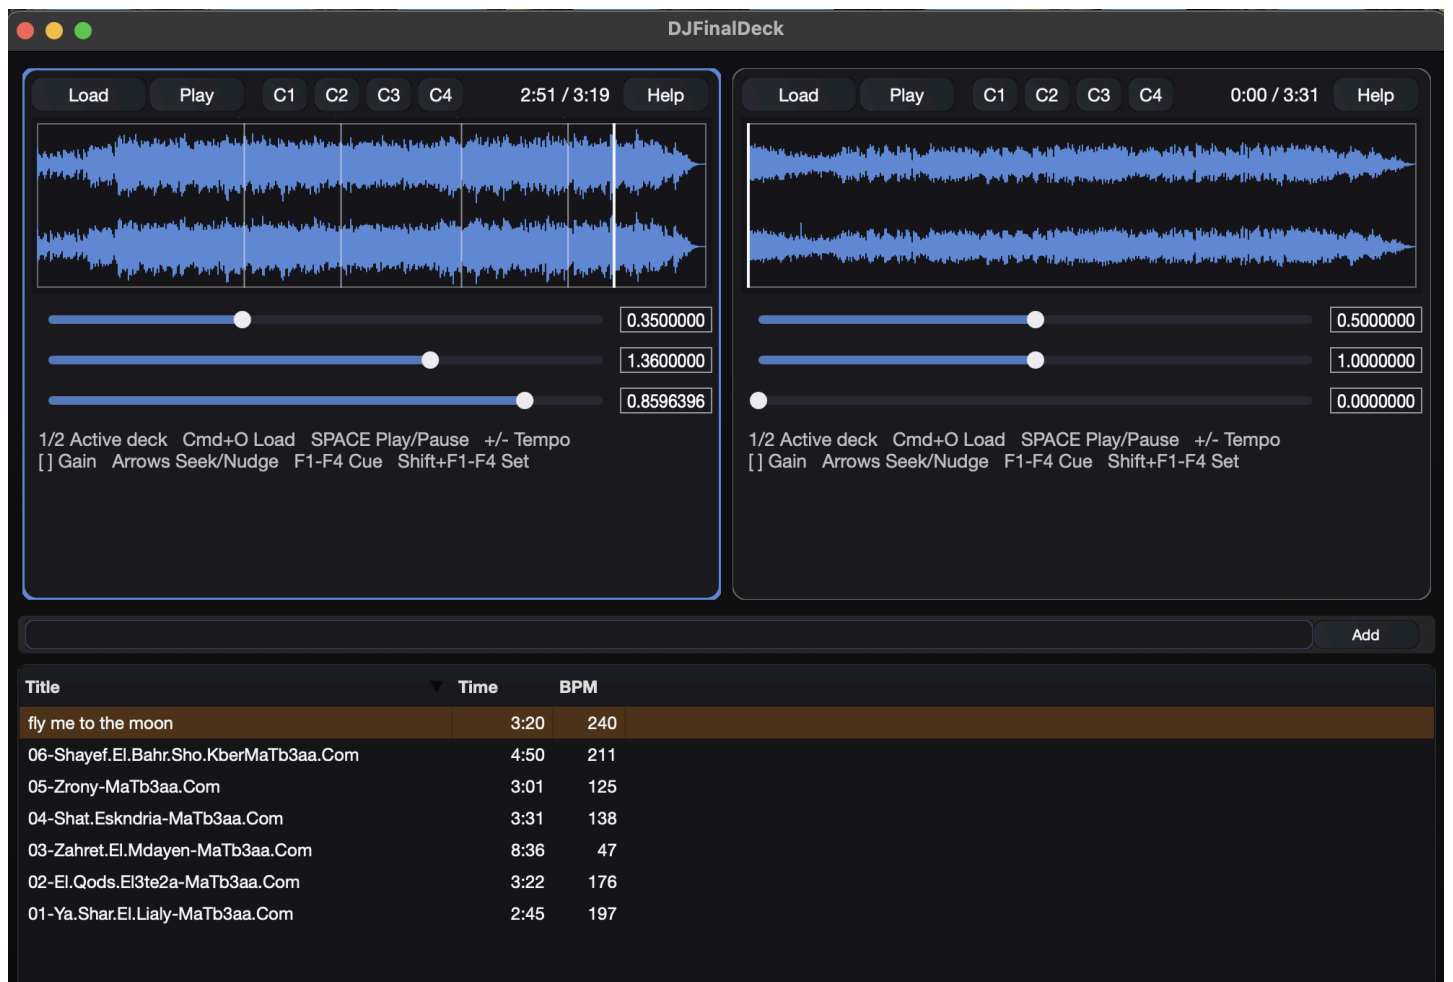 DJFinalDeck
Load Play C1 C2 C3 C4 2:51 / 3:19 Help
0.3500000
1.3600000
0.8596396
1/2 Active deck Cmd+O Load SPACE Play/Pause +/- Tempo
[ ] Gain Arrows Seek/Nudge F1-F4 Cue Shift+F1-F4 Set
Load Play C1 C2 C3 C4 0:00 / 3:31 Help
0.5000000
1.0000000
0.0000000
1/2 Active deck Cmd+O Load SPACE Play/Pause +/- Tempo
[ ] Gain Arrows Seek/Nudge F1-F4 Cue Shift+F1-F4 Set
Add
Title Time BPM
fly me to the moon 3:20 240
06-Shayef.El.Bahr.Sho.KberMaTb3aa.Com 4:50 211
05-Zrony-MaTb3aa.Com 3:01 125
04-Shat.Eskndria-MaTb3aa.Com 3:31 138
03-Zahret.El.Mdayen-MaTb3aa.Com 8:36 47
02-El.Qods.El3te2a-MaTb3aa.Com 3:22 176
01-Ya.Shar.El.Lialy-MaTb3aa.Com 2:45 197